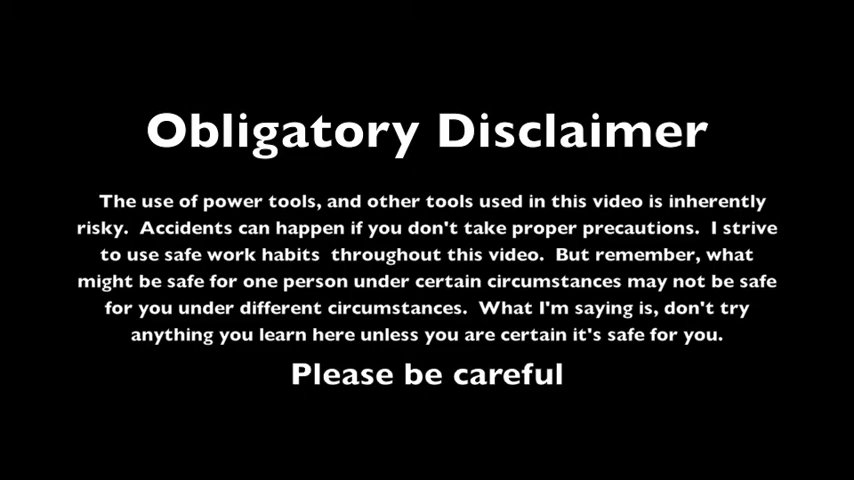 Obligatory Disclaimer
The use of power tools, and other tools used in this video is inherently
risky.  Accidents can happen if you don't take proper precautions.  I strive
to use safe work habits  throughout this video.  But remember, what
might be safe for one person under certain circumstances may not be safe
for you under different circumstances.  What I'm saying is, don't try
anything you learn here unless you are certain it's safe for you.
Please be careful